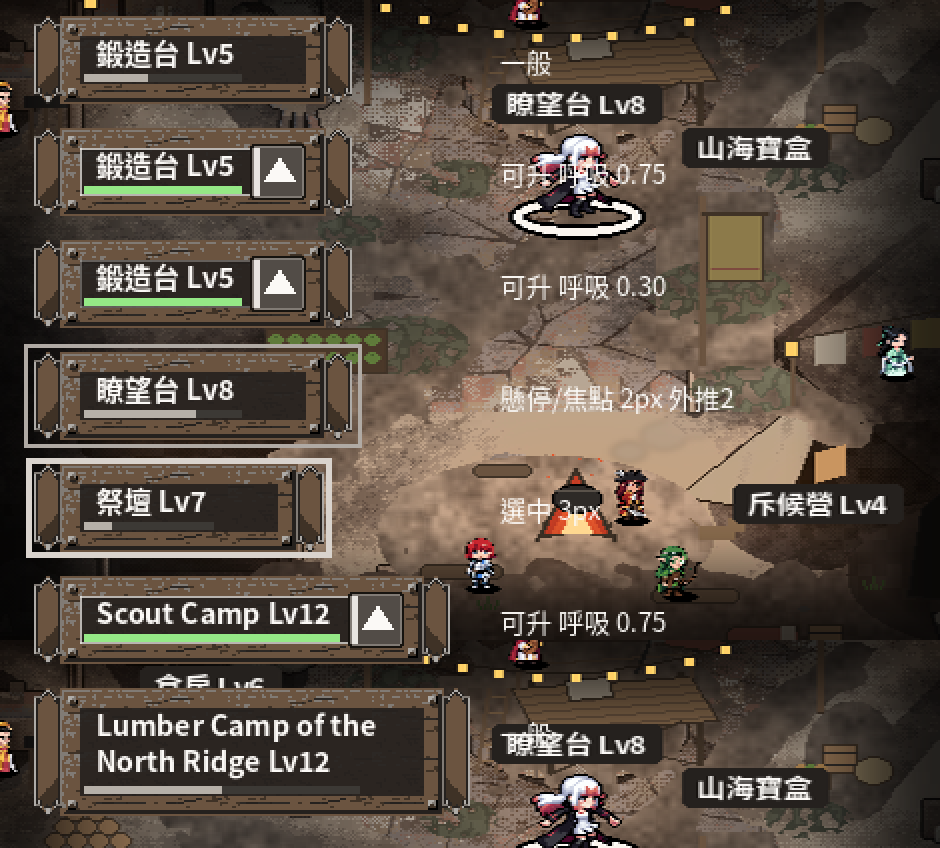 鍛造台 Lv5
一般
瞭望台 Lv8
山海寶盒
鍛造台 Lv5
可升 呼吸 0.75
鍛造台 Lv5
可升 呼吸 0.30
瞭望台 Lv8
懸停/焦點 2px 外推2
祭壇 Lv7
選中 3px
斥候營 Lv4
Scout Camp Lv12
可升 呼吸 0.75
Lv6
Lumber Camp of the
North Ridge Lv12
一般
瞭望台 Lv8
山海寶盒